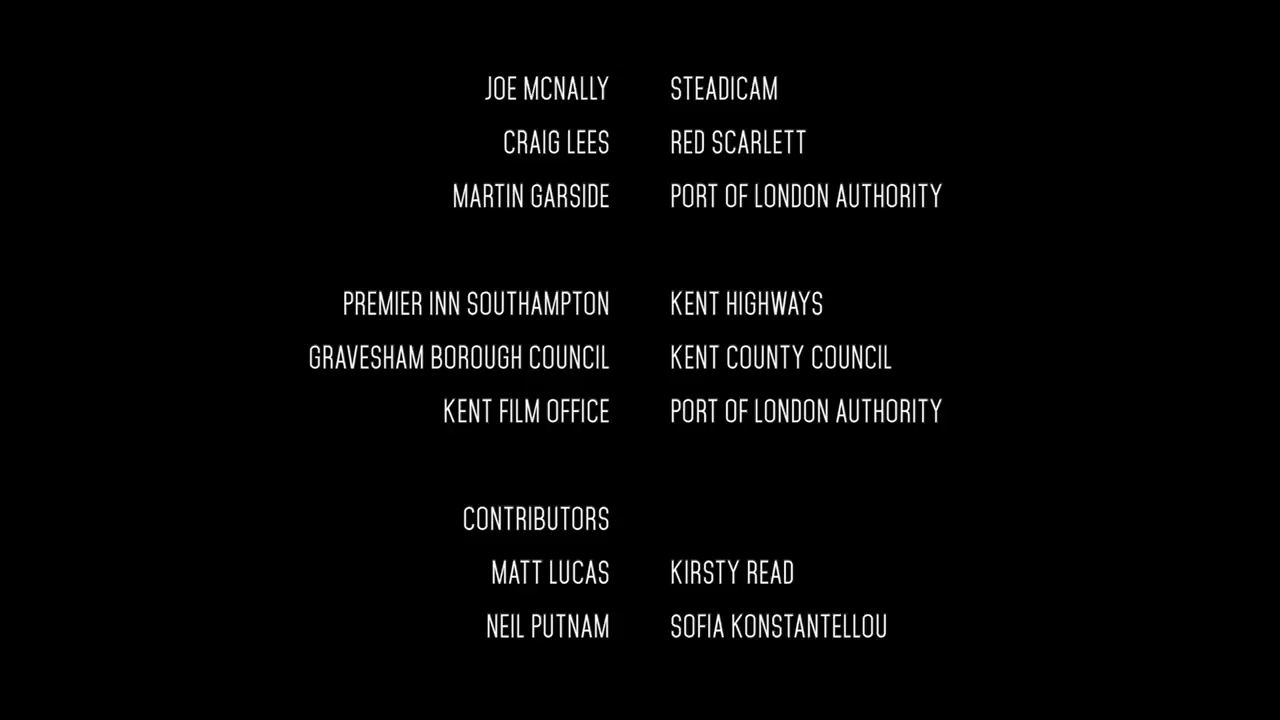 JOE MCNALLY STEADICAM
CRAIG LEES RED SCARLETT
MARTIN GARSIDE PORT OF LONDON AUTHORITY
PREMIER INN SOUTHAMPTON KENT HIGHWAYS
GRAVESHAM BOROUGH COUNCIL KENT COUNTY COUNCIL
KENT FILM OFFICE PORT OF LONDON AUTHORITY
CONTRIBUTORS
MATT LUCAS KIRSTY READ
NEIL PUTNAM SOFIA KONSTANTELLOU